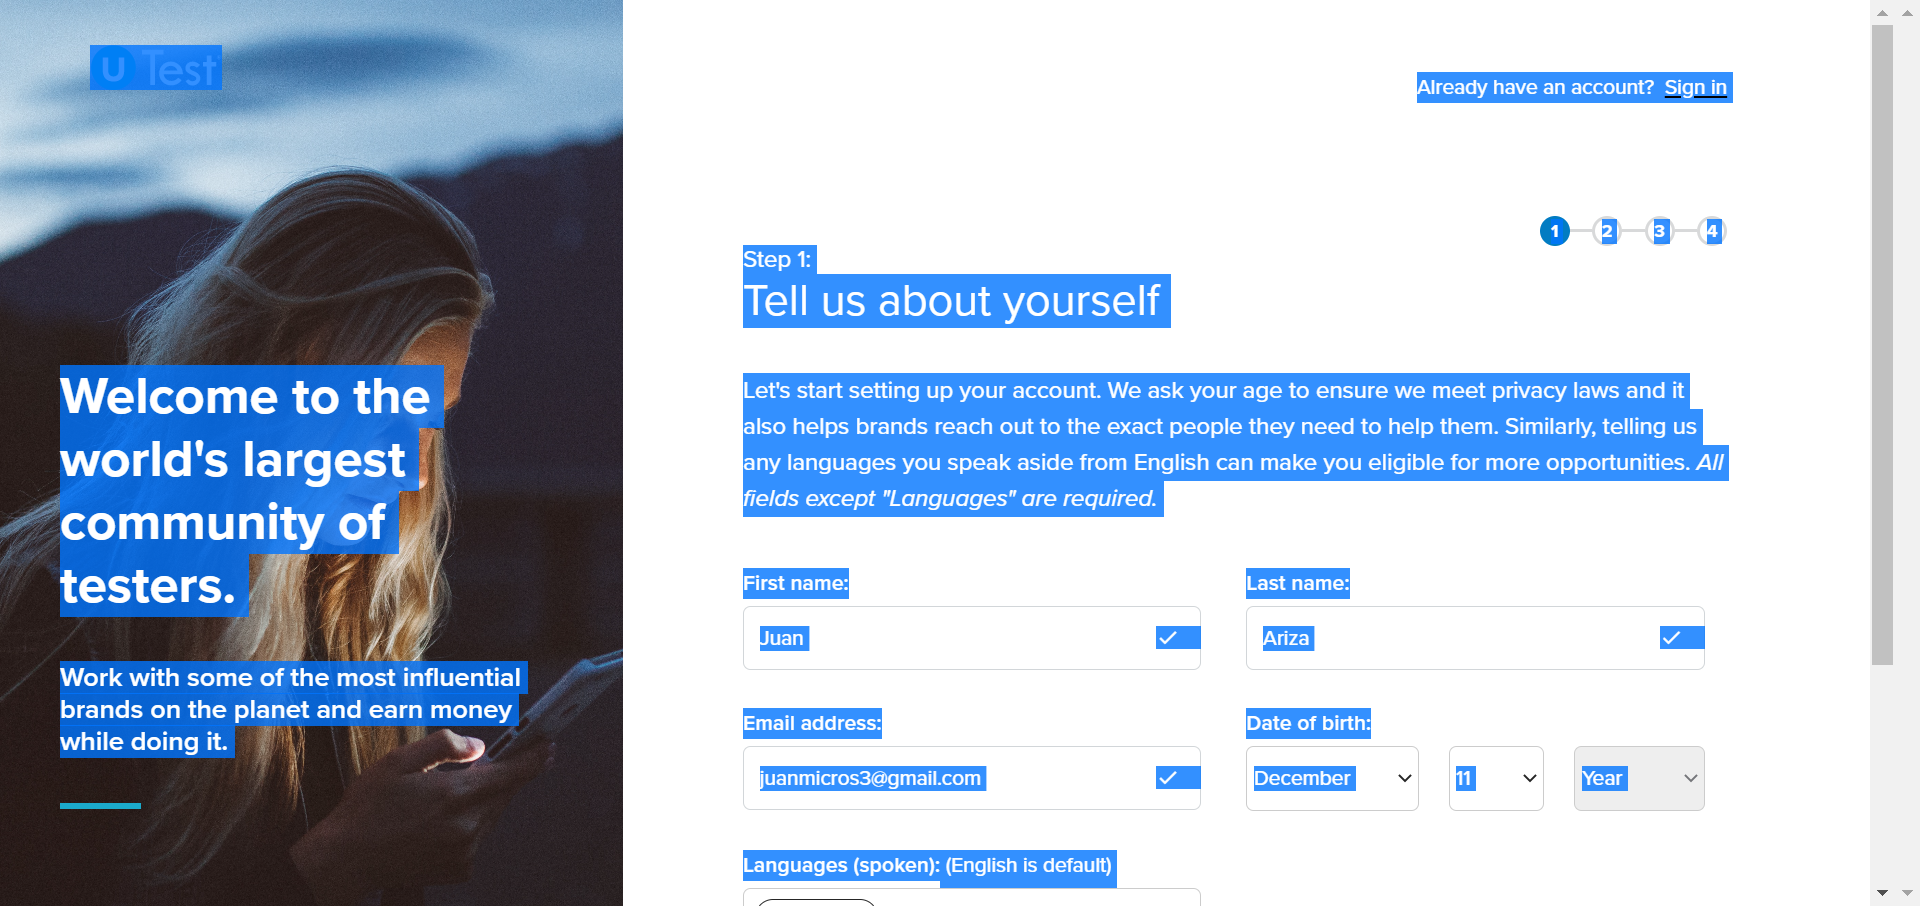 U Test
Welcome to the
world's largest
community of
testers.
Work with some of the most influential
brands on the planet and earn money
while doing it.
Already have an account? Sign in
1 2 3 4
Step 1:
Tell us about yourself
Let's start setting up your account. We ask your age to ensure we meet privacy laws and it
also helps brands reach out to the exact people they need to help them. Similarly, telling us
any languages you speak aside from English can make you eligible for more opportunities. All
fields except "Languages" are required.
First name:
Last name:
Juan
Ariza
Email address:
Date of birth:
juanmicros3@gmail.com
December 11 Year
Languages (spoken): (English is default)